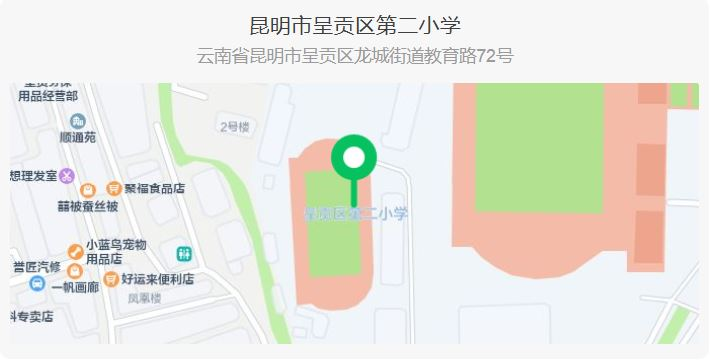 昆明市呈贡区第二小学
云南省昆明市呈贡区龙城街道教育路72号
用品经营部
2号楼
顺通苑
想理发室
聚福食品店
囍被蚕丝被
呈贡区第二小学
小蓝鸟宠物
用品店
誉匠汽修
一帆画廊
好运来便利店
凤凰楼
科专卖店